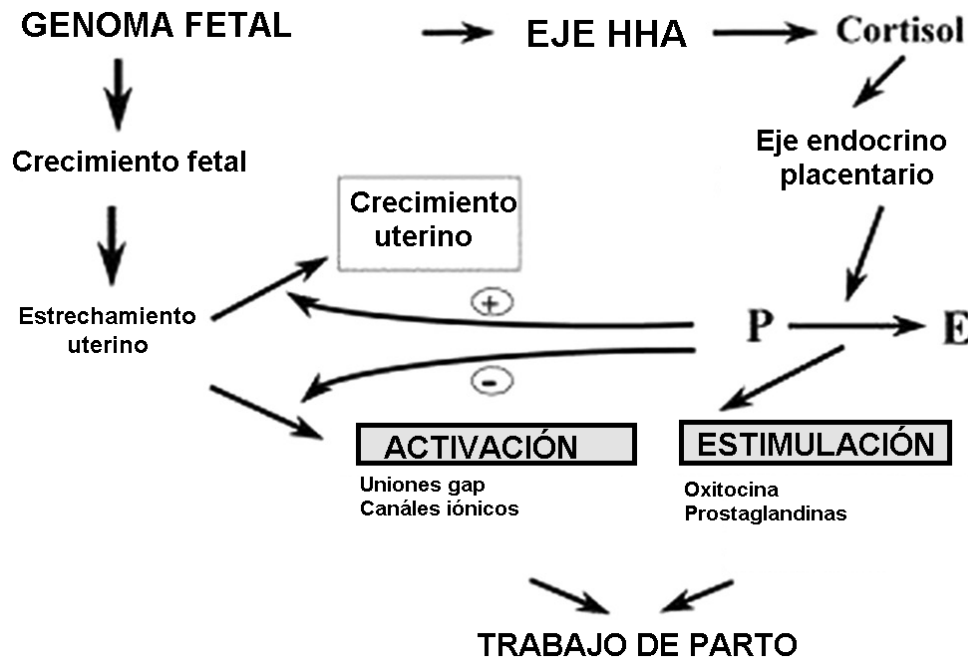 GENOMA FETAL
EJE HHA
Cortisol
Crecimiento fetal
Eje endocrino
placentario
Crecimiento
uterino
Estrechamiento
uterino
+
P
E
-
ACTIVACIÓN
ESTIMULACIÓN
Uniones gap
Canáles iónicos
Oxitocina
Prostaglandinas
TRABAJO DE PARTO